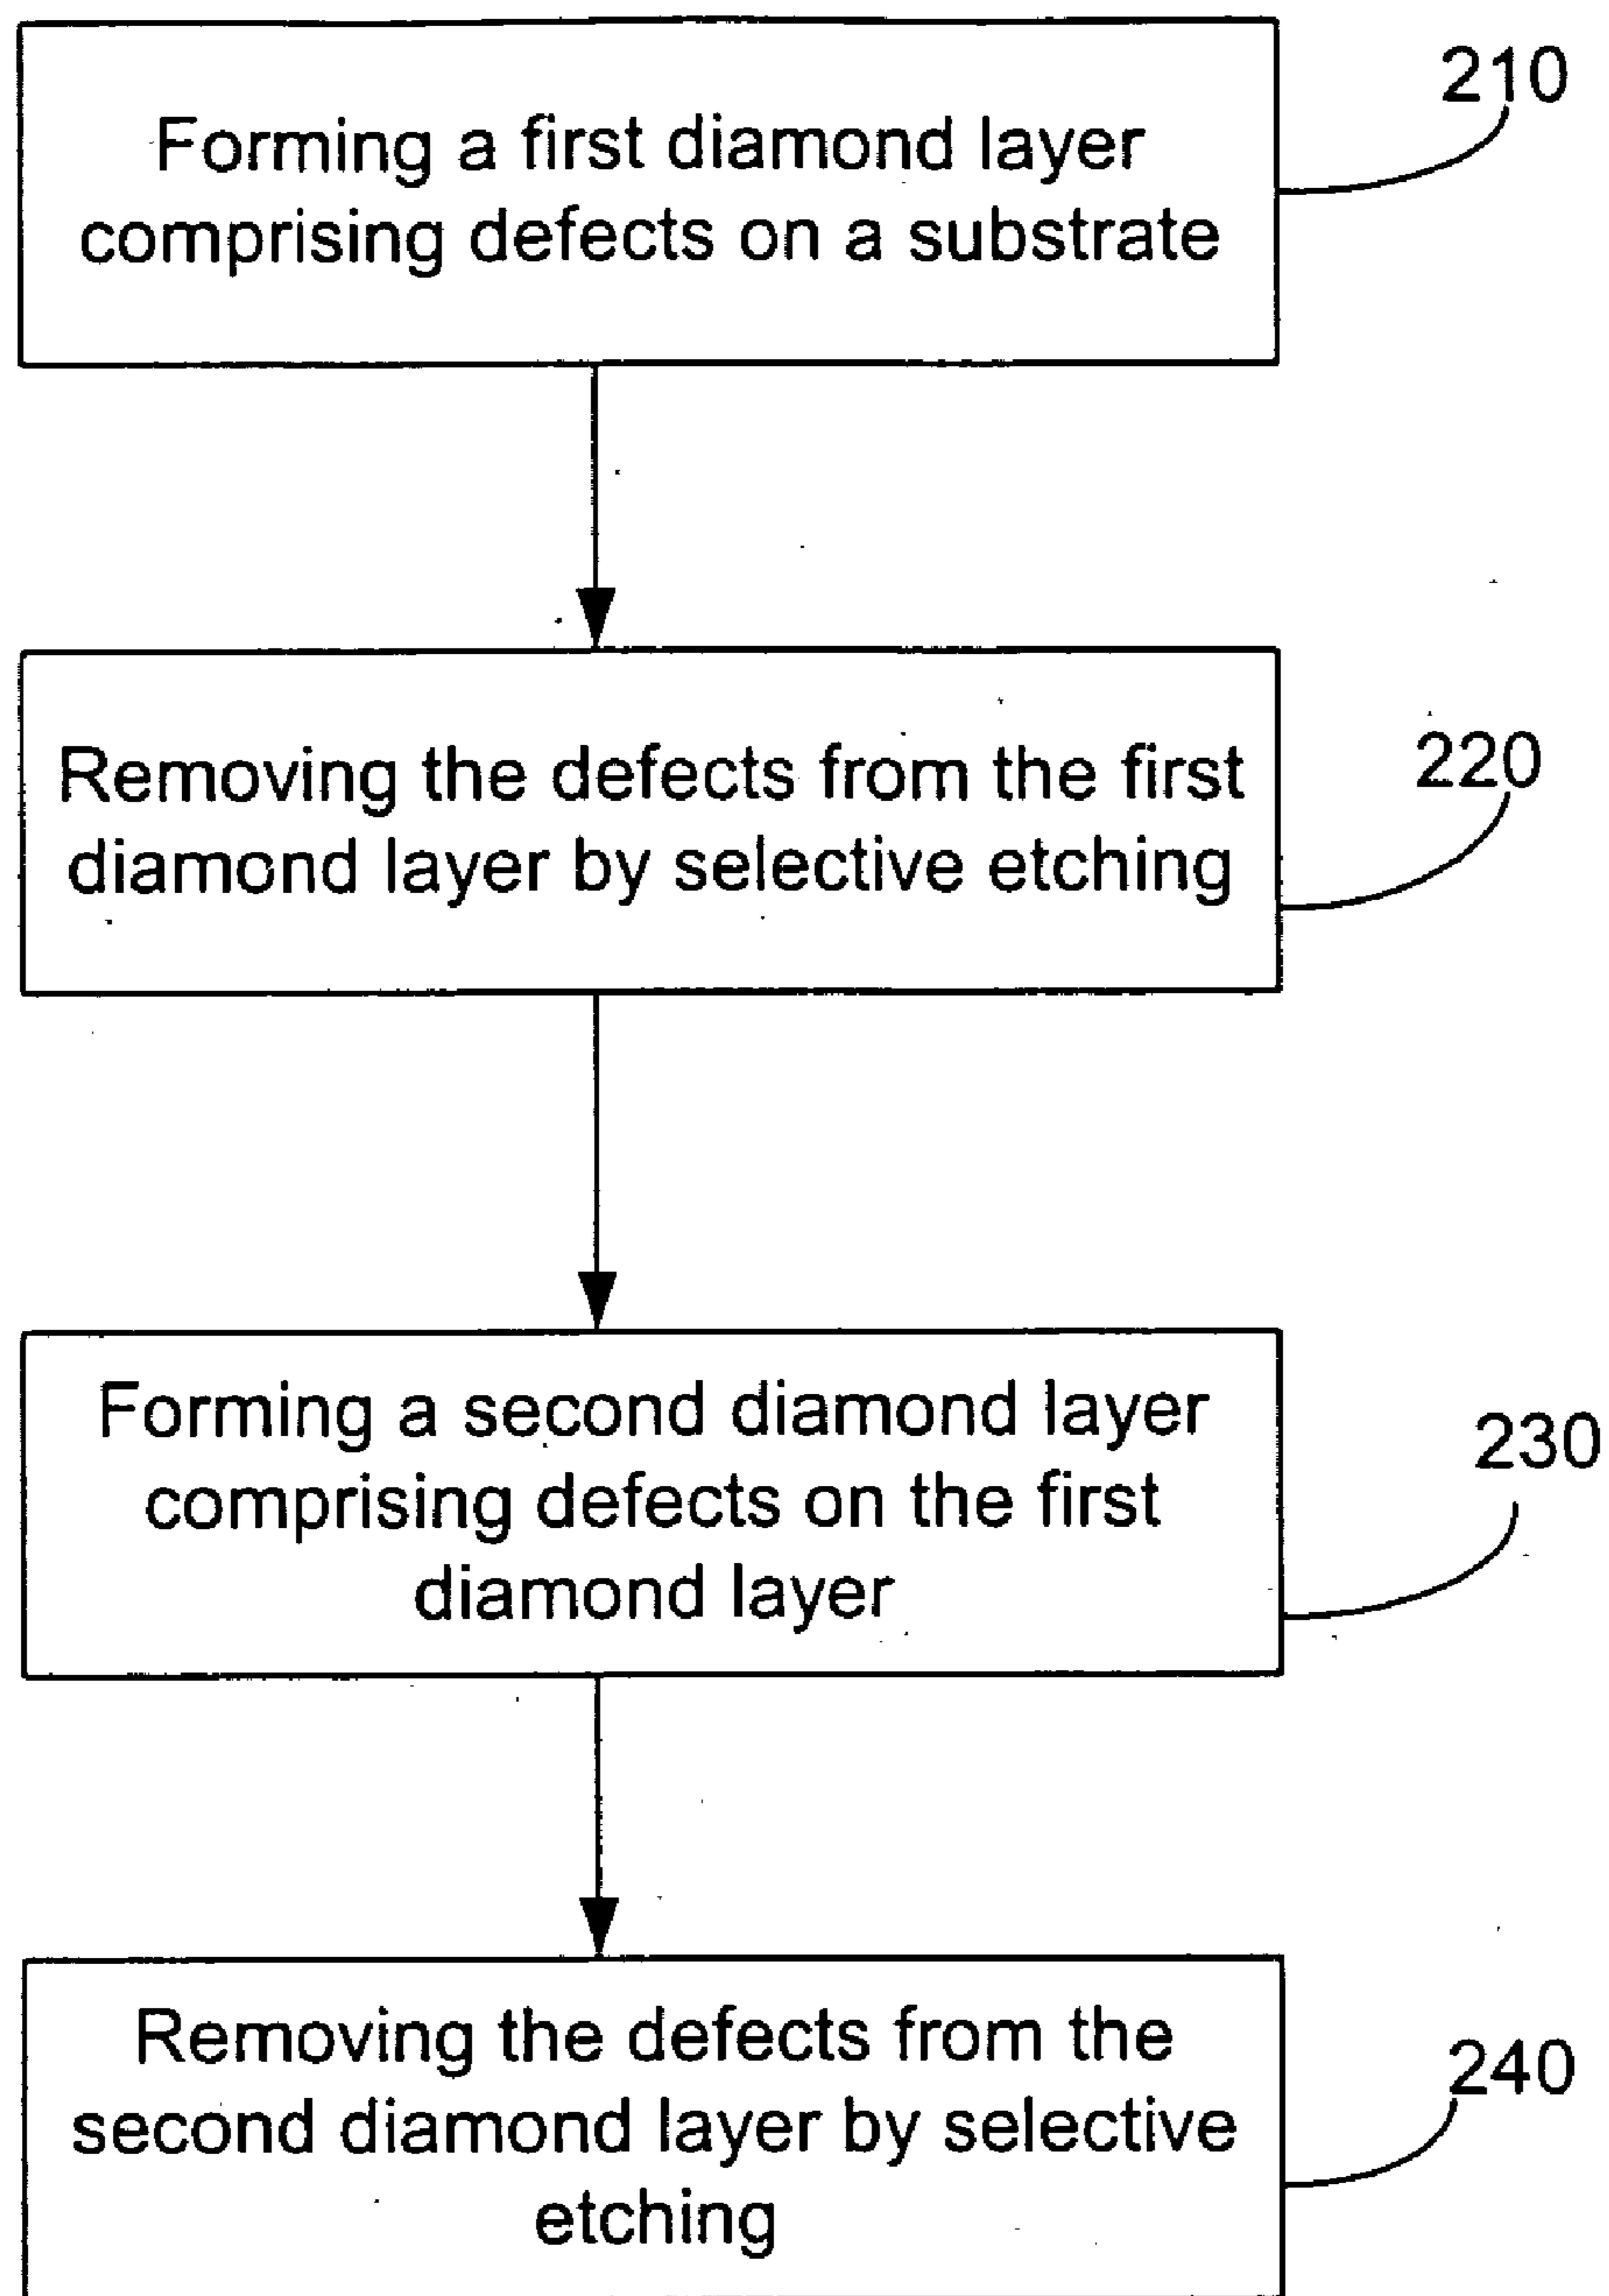 Forming a first diamond layer
comprising defects on a substrate
210
Removing the defects from the first
diamond layer by selective etching
220
Forming a second diamond layer
comprising defects on the first
diamond layer
230
Removing the defects from the
second diamond layer by selective
etching
240